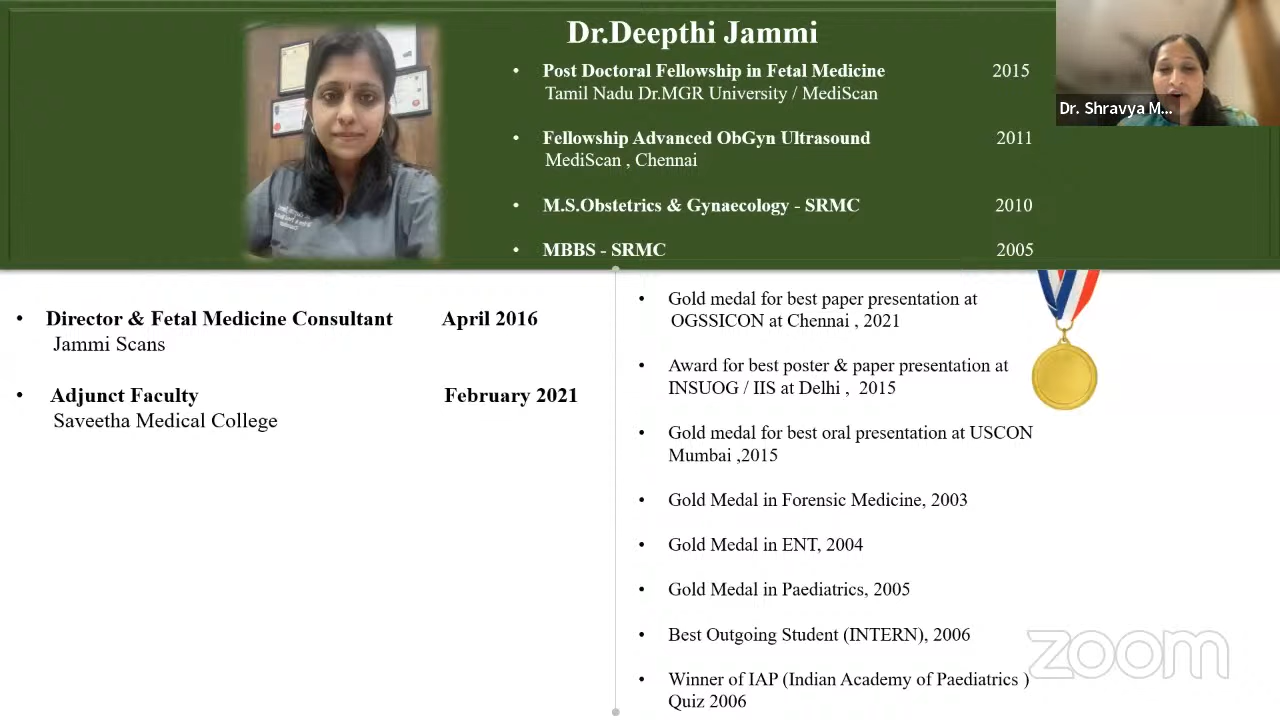 Dr.Deepthi Jammi
• Post Doctoral Fellowship in Fetal Medicine 2015
Tamil Nadu Dr.MGR University / MediScan
• Fellowship Advanced ObGyn Ultrasound 2011
MediScan , Chennai
• M.S.Obstetrics & Gynaecology - SRMC 2010
• MBBS - SRMC 2005
Dr. Shravya M...
• Director & Fetal Medicine Consultant April 2016
Jammi Scans
• Adjunct Faculty February 2021
Saveetha Medical College
• Gold medal for best paper presentation at
OGSSICON at Chennai , 2021
• Award for best poster & paper presentation at
INSUOG / IIS at Delhi , 2015
• Gold medal for best oral presentation at USCON
Mumbai ,2015
• Gold Medal in Forensic Medicine, 2003
• Gold Medal in ENT, 2004
• Gold Medal in Paediatrics, 2005
• Best Outgoing Student (INTERN), 2006
• Winner of IAP (Indian Academy of Paediatrics )
Quiz 2006
zoom